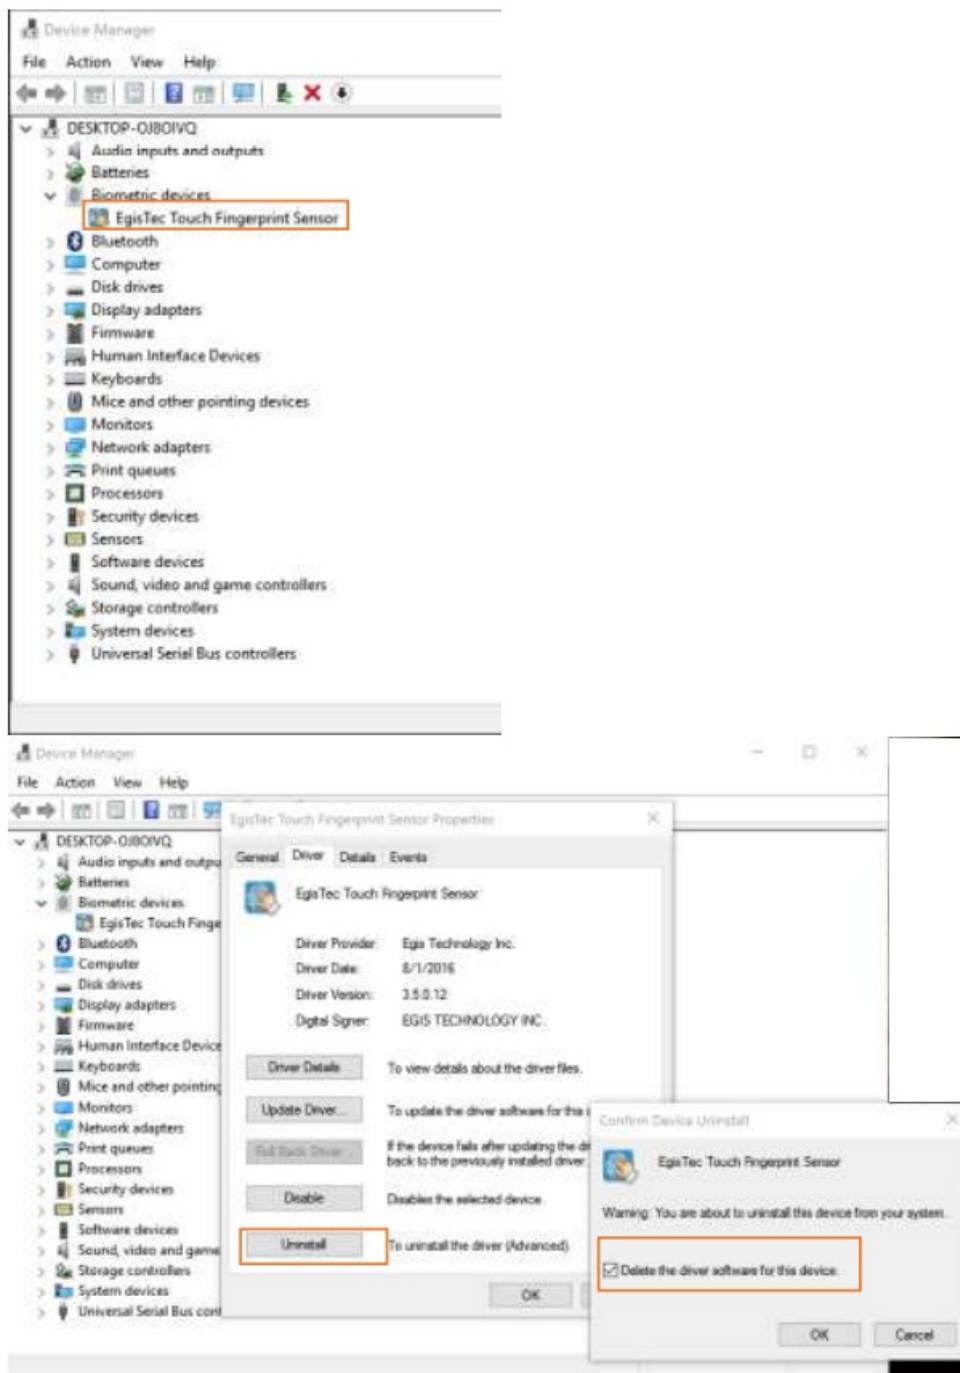 Device Manager
File Action View Help
DESKTOP-OJBOIVQ
Audio inputs and outputs
Batteries
Biometric devices
EgisTec Touch Fingerprint Sensor
Bluetooth
Computer
Disk drives
Display adapters
Firmware
Human Interface Devices
Keyboards
Mice and other pointing devices
Monitors
Network adapters
Print queues
Processors
Security devices
Sensors
Software devices
Sound, video and game controllers
Storage controllers
System devices
Universal Serial Bus controllers
Device Manager
File Action View Help
DESKTOP-OJBOIVQ
Audio inputs and outpu
Batteries
Biometric devices
EgisTec Touch Finge
Bluetooth
Computer
Disk drives
Display adapters
Firmware
Human Interface Device
Keyboards
Mice and other pointing
Monitors
Network adapters
Print queues
Processors
Security devices
Sensors
Software devices
Sound, video and game
Storage controllers
System devices
Universal Serial Bus cont
EgisTec Touch Fingerprint Sensor Properties
General Driver Details Events
EgisTec Touch Fingerprint Sensor
Driver Provider: Egis Technology Inc.
Driver Date: 8/1/2016
Driver Version: 3.5.0.12
Digital Signer: EGIS TECHNOLOGY INC.
Driver Details To view details about the driver files.
Update Driver... To update the driver software for this
Roll Back Driver... If the device fails after updating the dri
back to the previously installed driver.
Disable Disables the selected device.
Uninstall To uninstall the driver (Advanced).
OK
Confirm Device Uninstall
EgisTec Touch Fingerprint Sensor
Warning: You are about to uninstall this device from your system.
Delete the driver software for this device.
OK Cancel